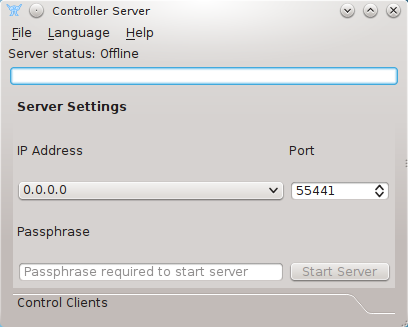 Controller Server
File Language Help
Server status: Offline
Server Settings
IP Address Port
0.0.0.0 55441
Passphrase
Passphrase required to start server Start Server
Control Clients